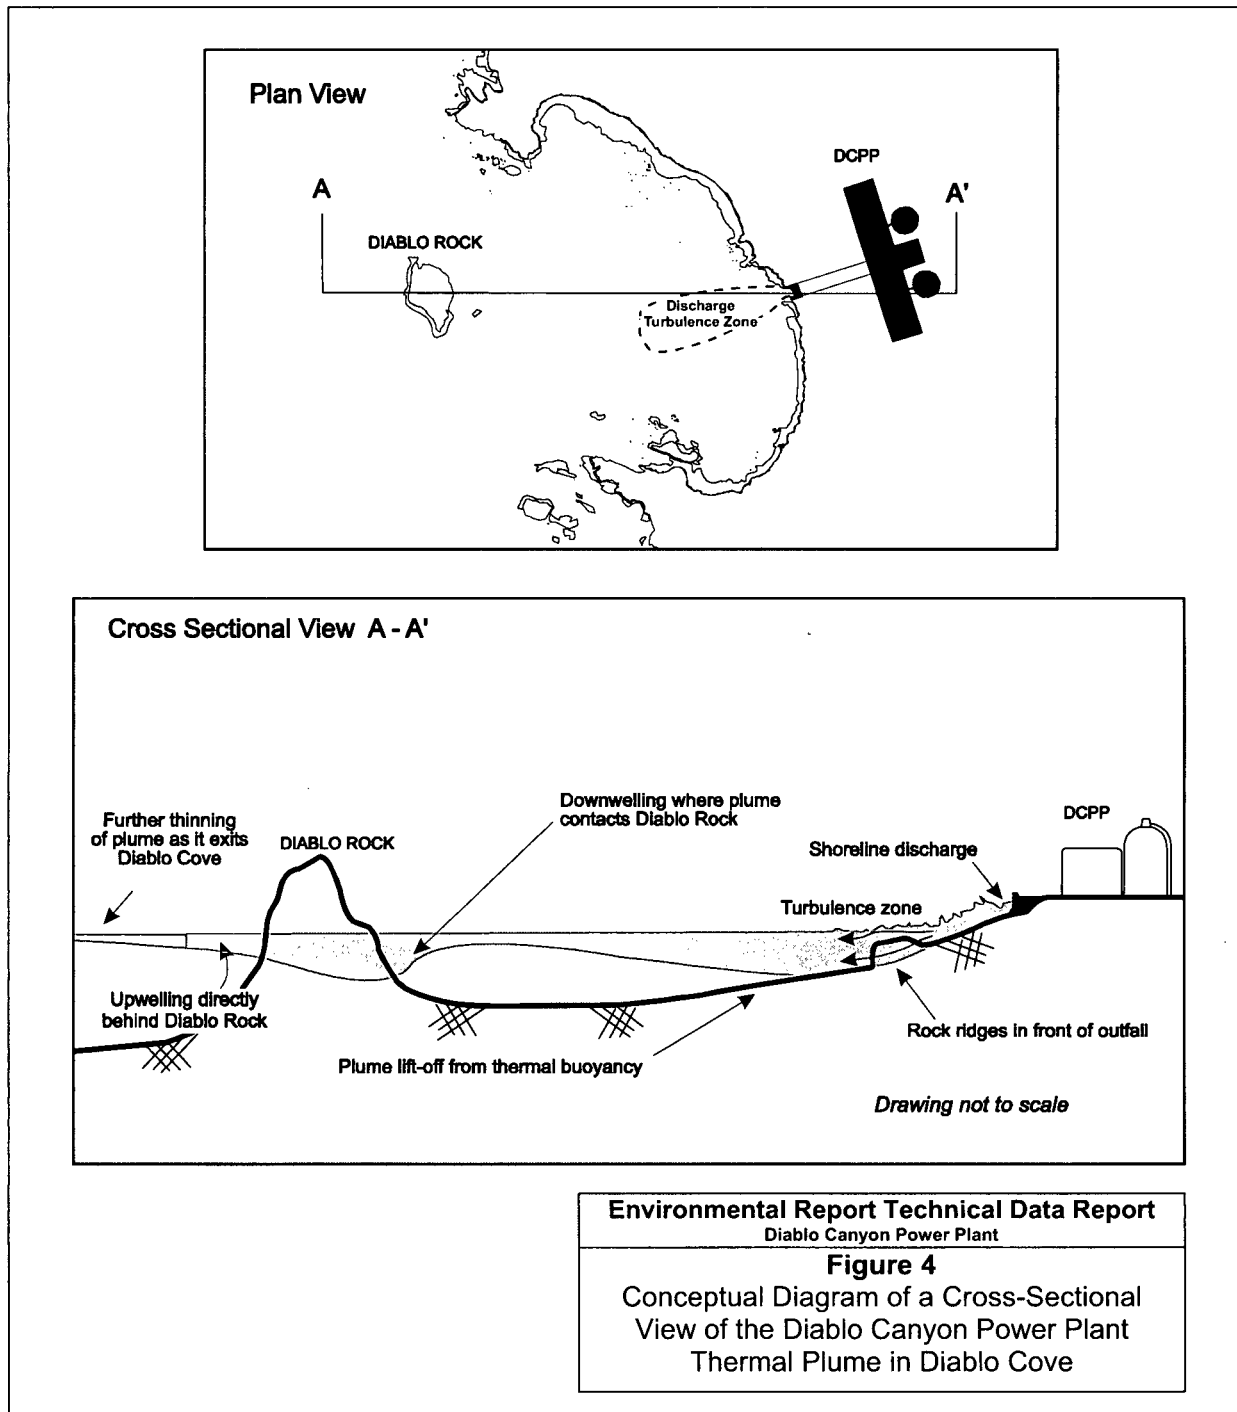 Plan View
DCPP
A
A'
DIABLO ROCK
Discharge
Turbulence Zone
Cross Sectional View A - A'
Further thinning
of plume as it exits
Diablo Cove
DIABLO ROCK
Downwelling where plume
contacts Diablo Rock
DCPP
Shoreline discharge
Turbulence zone
Upwelling directly
behind Diablo Rock
Rock ridges in front of outfall
Plume lift-off from thermal buoyancy
Drawing not to scale
Environmental Report Technical Data Report
Diablo Canyon Power Plant
Figure 4
Conceptual Diagram of a Cross-Sectional
View of the Diablo Canyon Power Plant
Thermal Plume in Diablo Cove